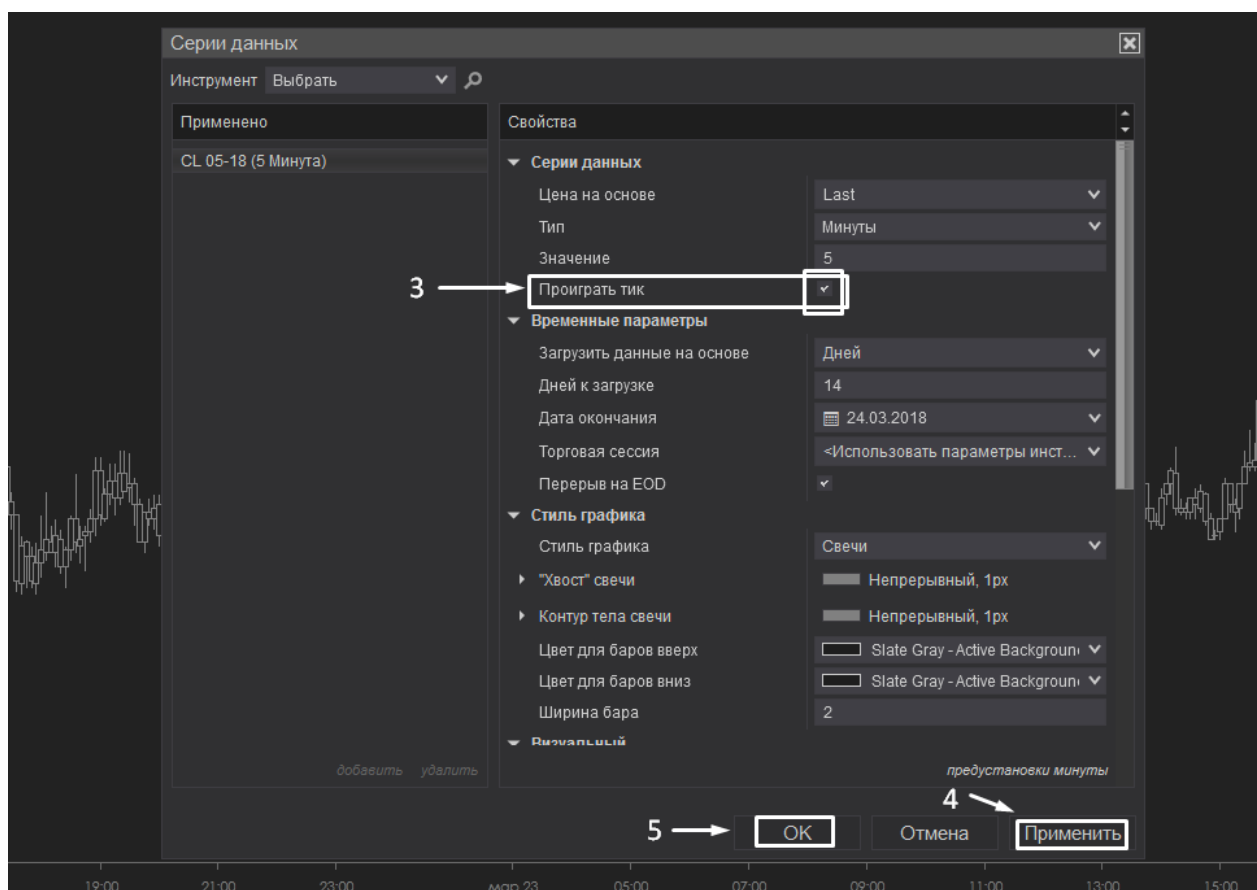 Серии данных
Инструмент Выбрать
Применено
Свойства
CL 05-18 (5 Минута)
Серии данных
Цена на основе Last
Тип Минуты
Значение 5
3 Проиграть тик
Временные параметры
Загрузить данные на основе Дней
Дней к загрузке 14
Дата окончания 24.03.2018
Торговая сессия <Использовать параметры инст...
Перерыв на EOD
Стиль графика
Стиль графика Свечи
"Хвост" свечи Непрерывный, 1px
Контур тела свечи Непрерывный, 1px
Цвет для баров вверх Slate Gray - Active Background
Цвет для баров вниз Slate Gray - Active Background
Ширина бара 2
Визуальный
добавить удалить
предустановки минуты
4
5 OK Отмена Применить
19:00 21:00 23:00 мар 23 05:00 07:00 09:00 11:00 13:00 15:00